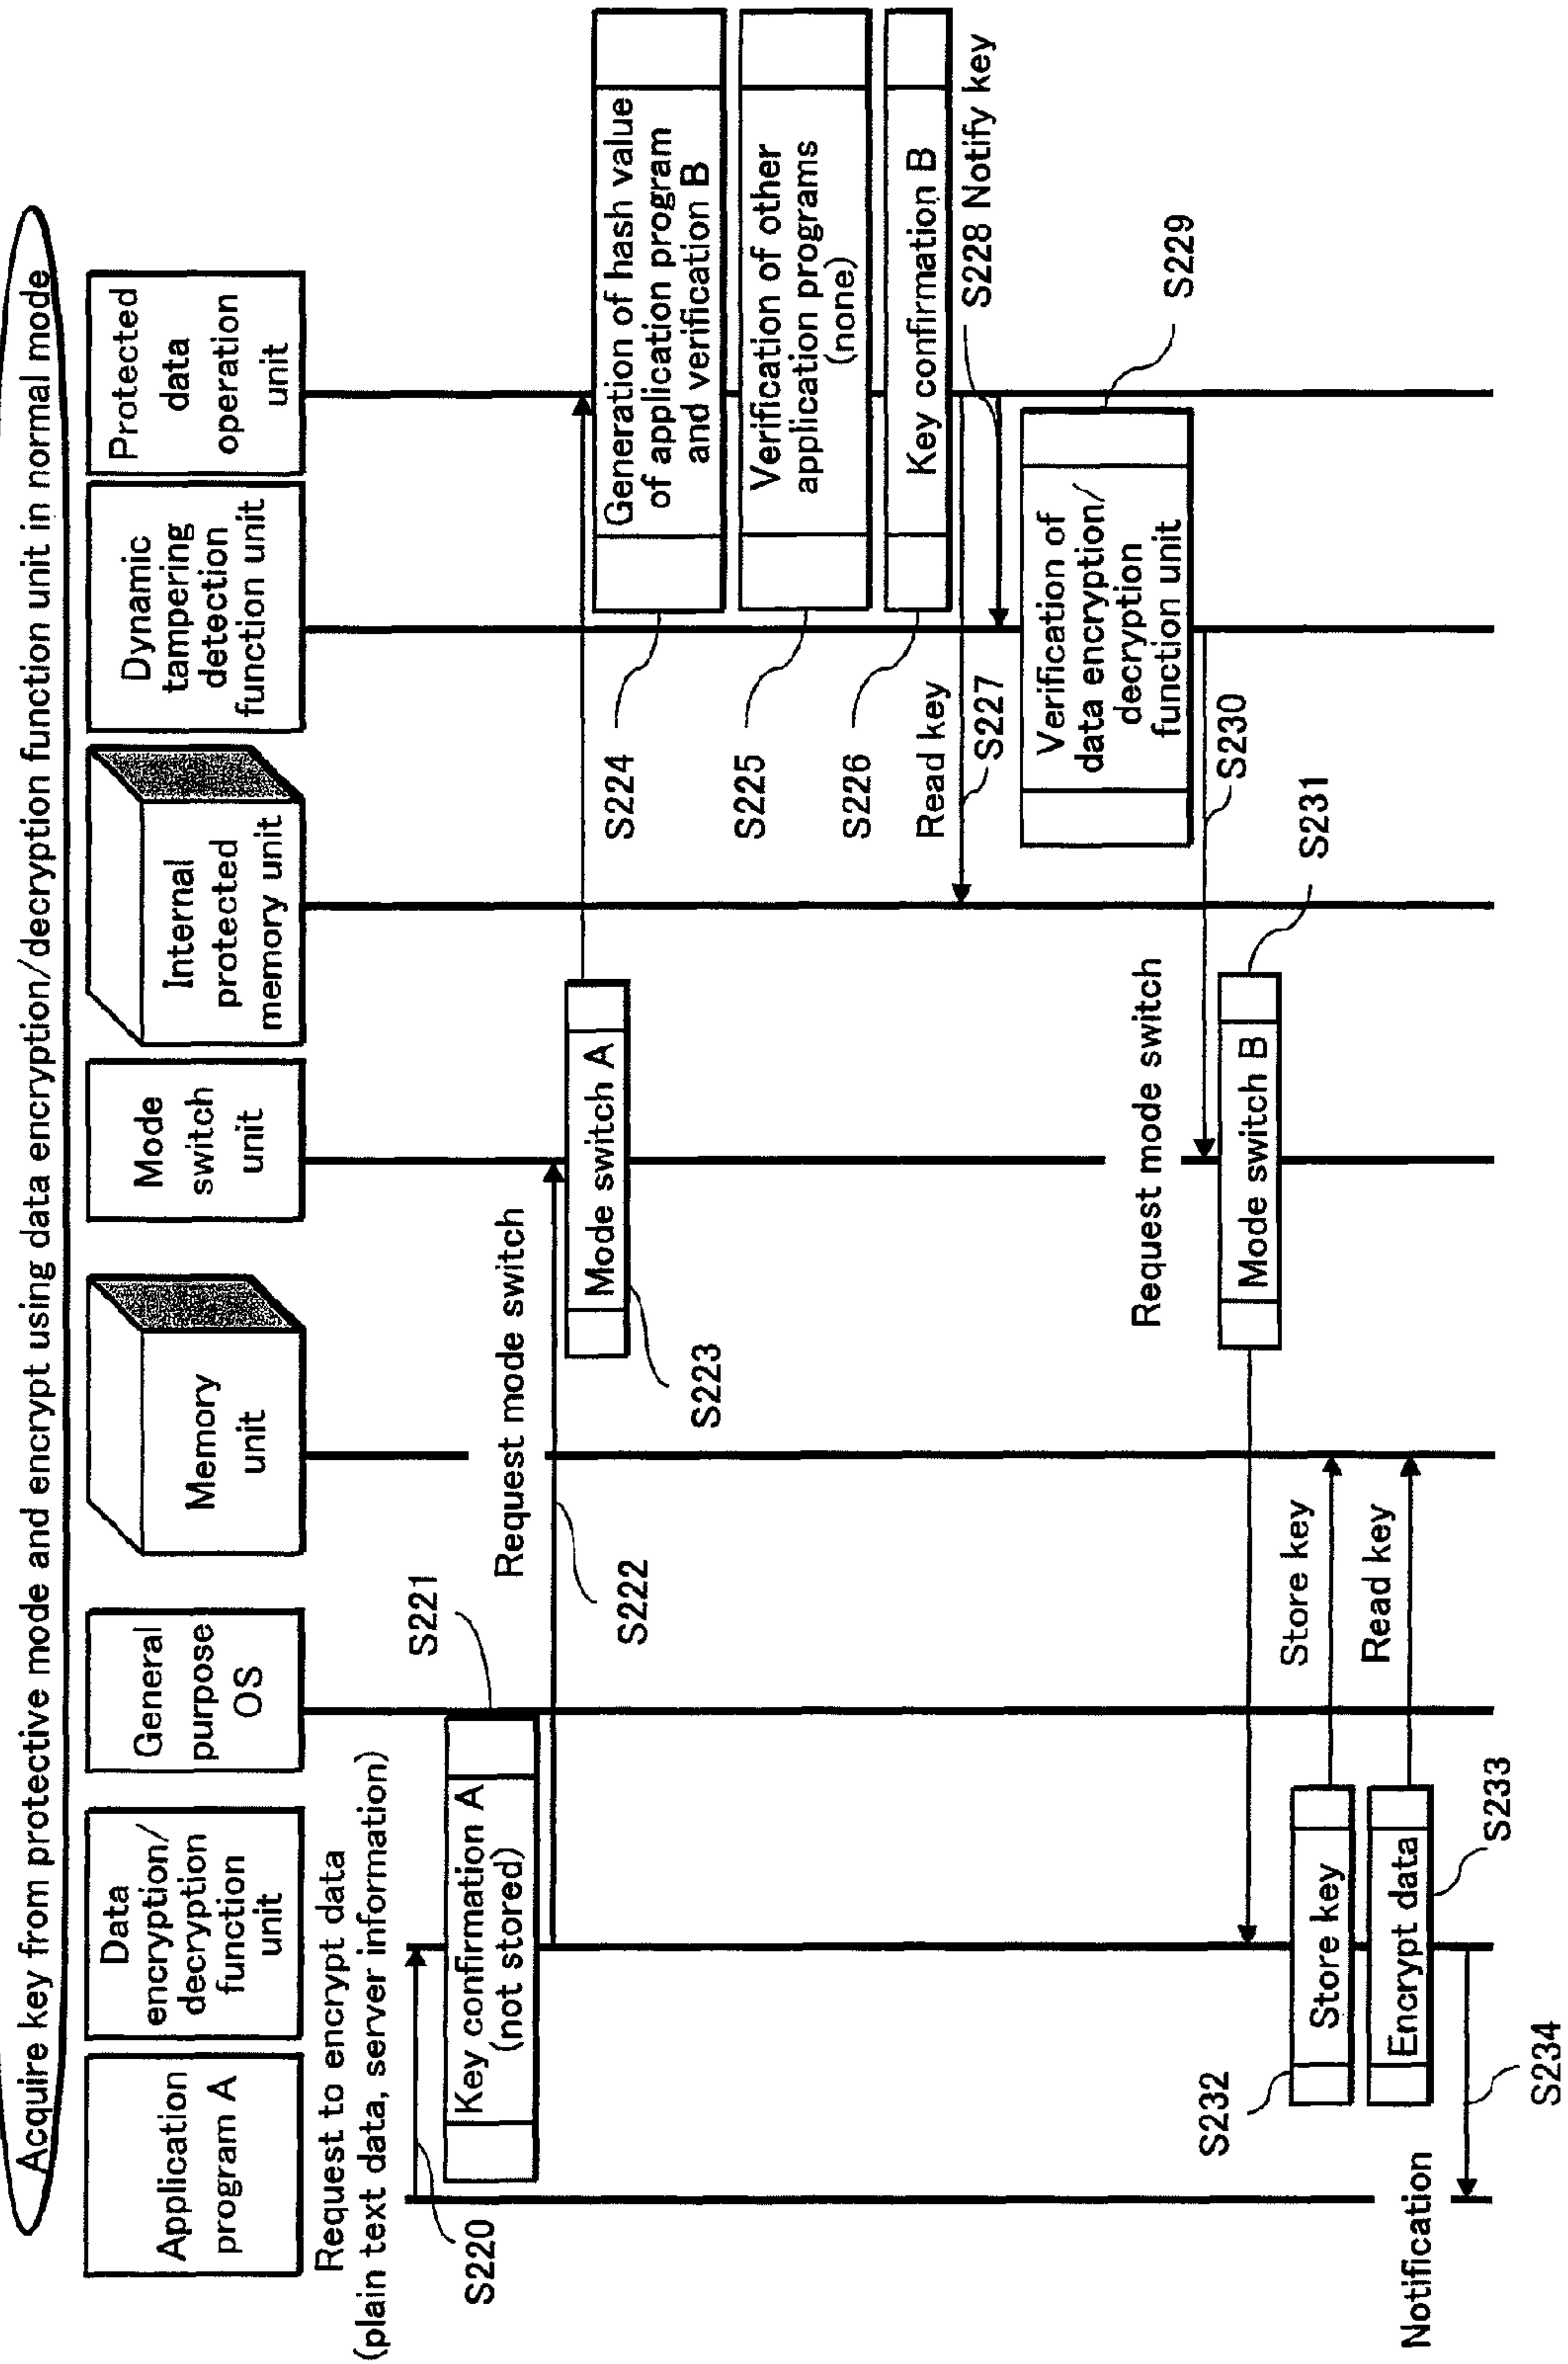 Acquire key from protective mode and encrypt using data encryption/decryption function unit in normal mode
Application
program A
Data
encryption/
decryption
function
unit
General
purpose
OS
Memory
unit
Mode
switch
unit
Internal
protected
memory unit
Dynamic
tampering
detection
function unit
Protected
data
operation
unit
Request to encrypt data
(plain text data, server information)
S220
S221
Key confirmation A
(not stored)
Request mode switch
S222
Mode switch A
S223
Generation of hash value
of application program
and verification B
S224
Verification of other
application programs
(none)
S225
Key confirmation B
S226
Read key
S227
S228 Notify key
Verification of
data encryption/
decryption
function unit
S229
Request mode switch
S230
Mode switch B
S231
Store key
S232
Store key
Encrypt data
S233
Read key
Notification
S234